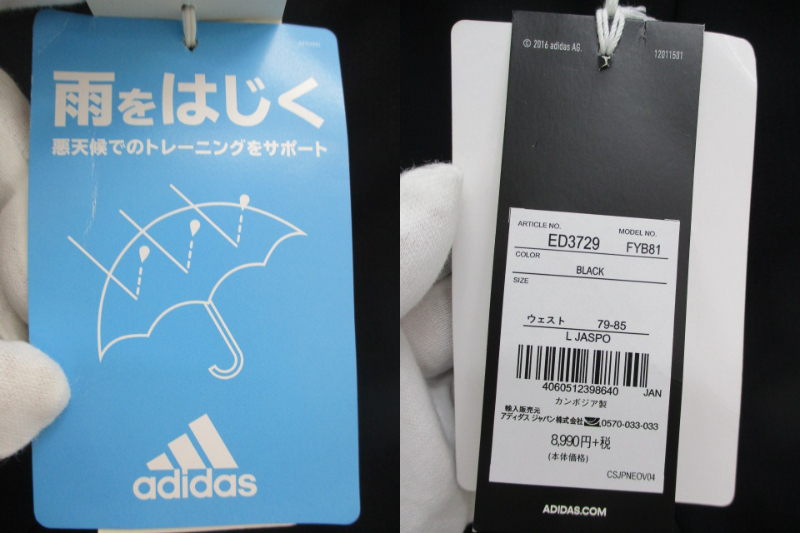 雨をはじく
悪天候でのトレーニングをサポート
adidas
© 2016 adidas AG.
12011501
ARTICLE NO.
MODEL NO.
ED3729
FYB81
COLOR
BLACK
SIZE
ウェスト 79-85
L JASPO
4060512398640 JAN
カンボジア製
輸入販売元
アディダス ジャパン株式会社 0570-033-033
8,990円+税
(本体価格)
CSJPNEOV04
ADIDAS.COM